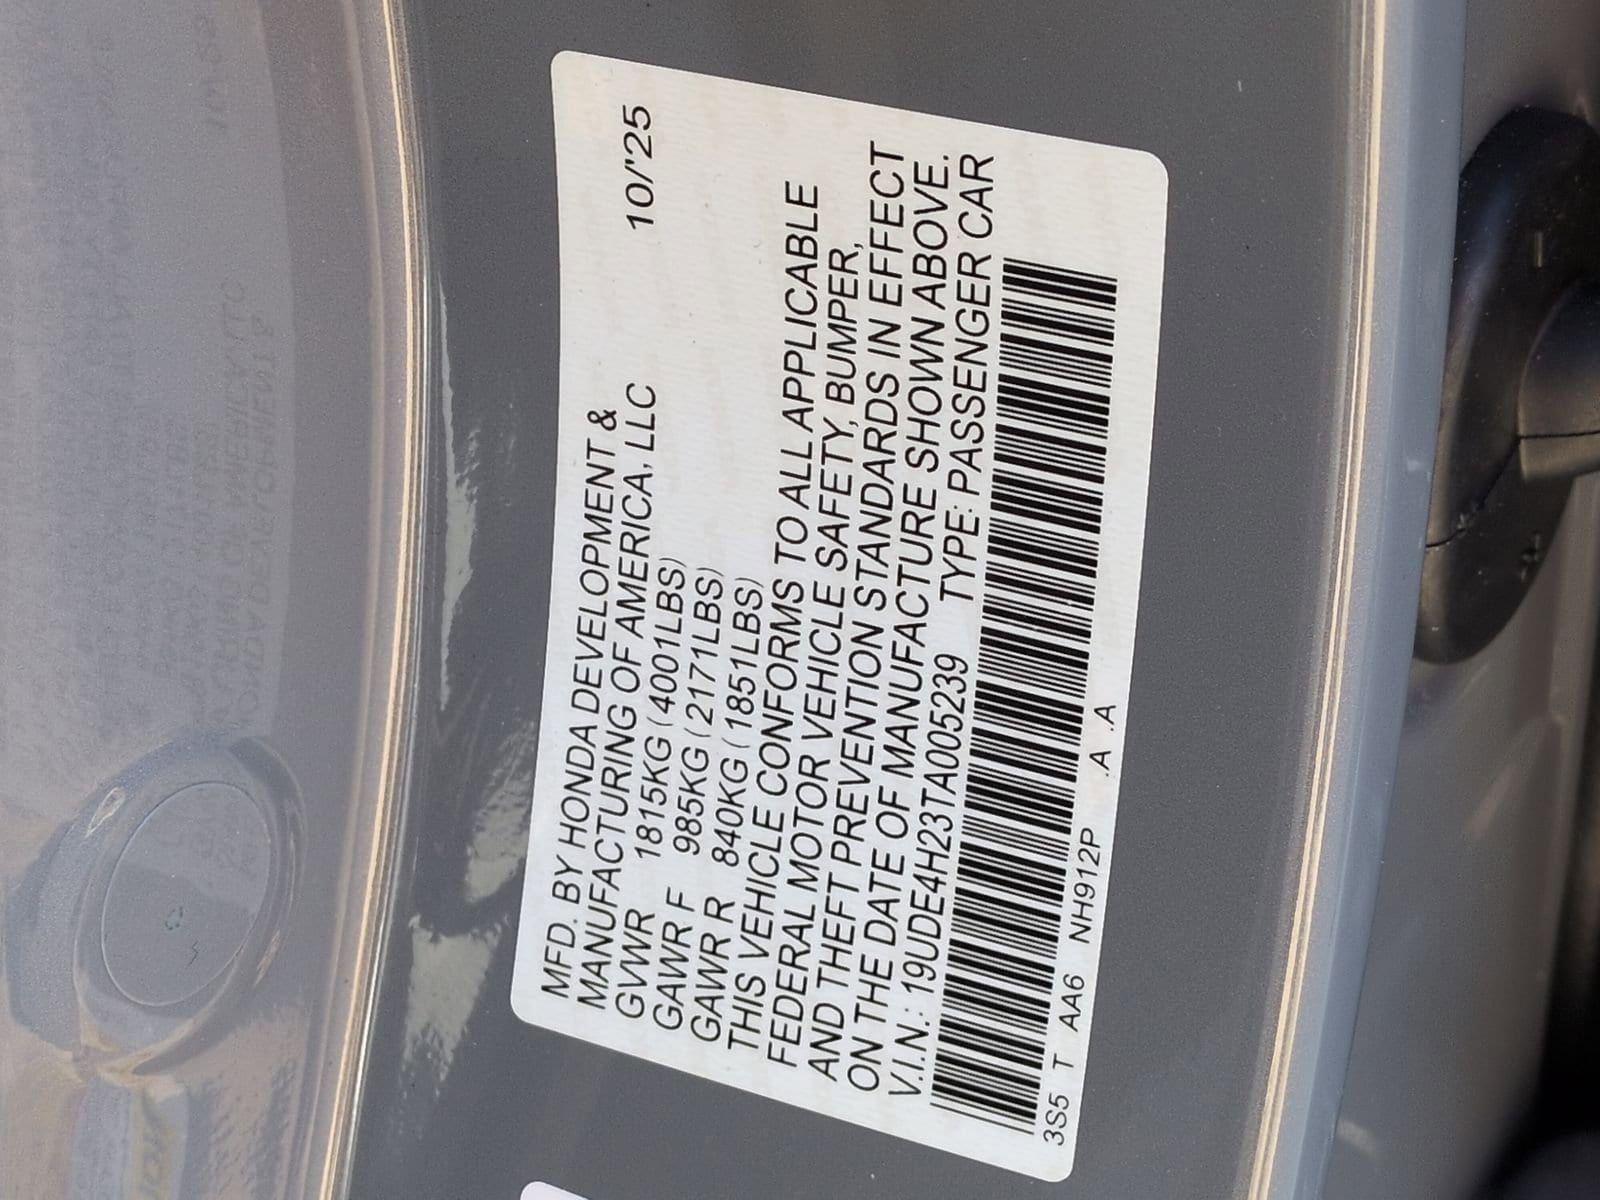 MFD. BY HONDA DEVELOPMENT &
MANUFACTURING OF AMERICA, LLC 10/'25
GVWR 1815KG (4001LBS)
GAWR F 985KG (2171LBS)
GAWR R 840KG (1851LBS)
THIS VEHICLE CONFORMS TO ALL APPLICABLE
FEDERAL MOTOR VEHICLE SAFETY, BUMPER,
AND THEFT PREVENTION STANDARDS IN EFFECT
ON THE DATE OF MANUFACTURE SHOWN ABOVE.
V.I.N.: 19UDE4H23TA005239 TYPE: PASSENGER CAR
3S5 T AA6 NH912P .A .A